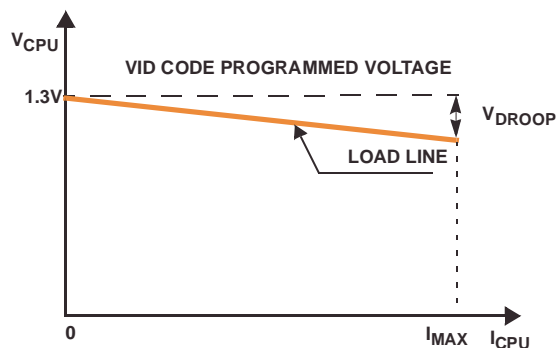 VCPU
VID CODE PROGRAMMED VOLTAGE
1.3V
VDROOP
LOAD LINE
0
IMAX
ICPU